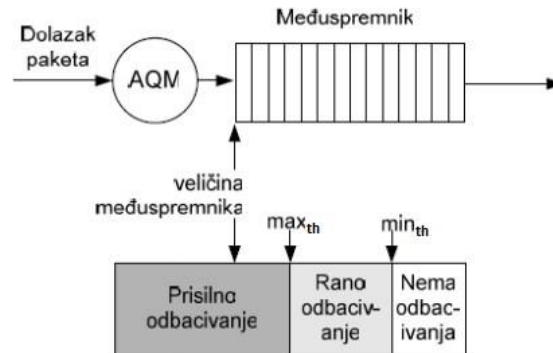 Međuspremnik
Dolazak
paketa
AQM
veličina
međuspremnika
max_th
min_th
Prisilno
odbacivanje
Rano
odbaciv-
anje
Nema
odbac-
ivanja